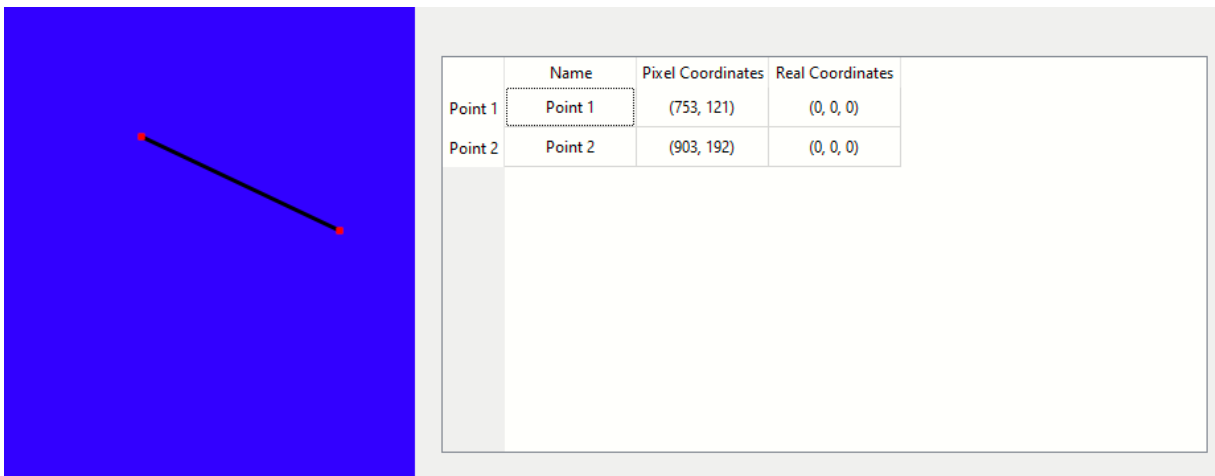 Name Pixel Coordinates Real Coordinates
Point 1 Point 1 (753, 121) (0, 0, 0)
Point 2 Point 2 (903, 192) (0, 0, 0)